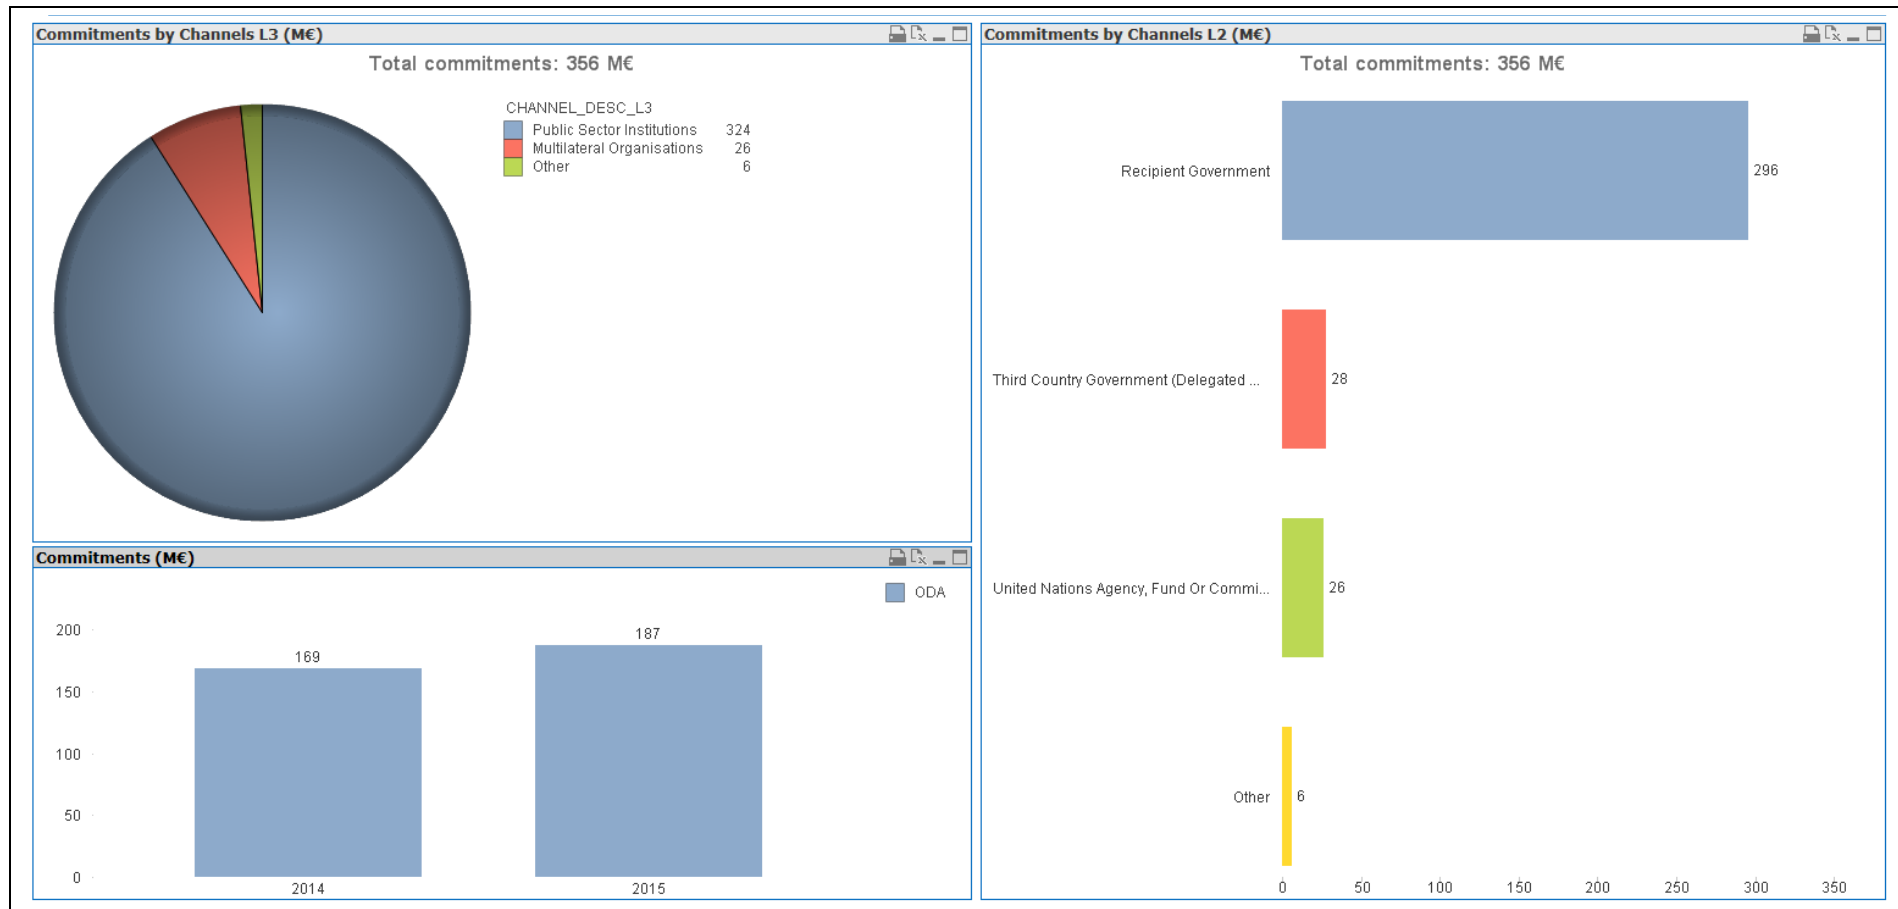 Commitments by Channels L3 (M€)
Total commitments: 356 M€
CHANNEL_DESC_L3
Public Sector Institutions 324
Multilateral Organisations 26
Other 6
Commitments (M€)
ODA
200
150
100
50
0
169
187
2014
2015
Commitments by Channels L2 (M€)
Total commitments: 356 M€
Recipient Government 296
Third Country Government (Delegated ... 28
United Nations Agency, Fund Or Commi... 26
Other 6
0 50 100 150 200 250 300 350